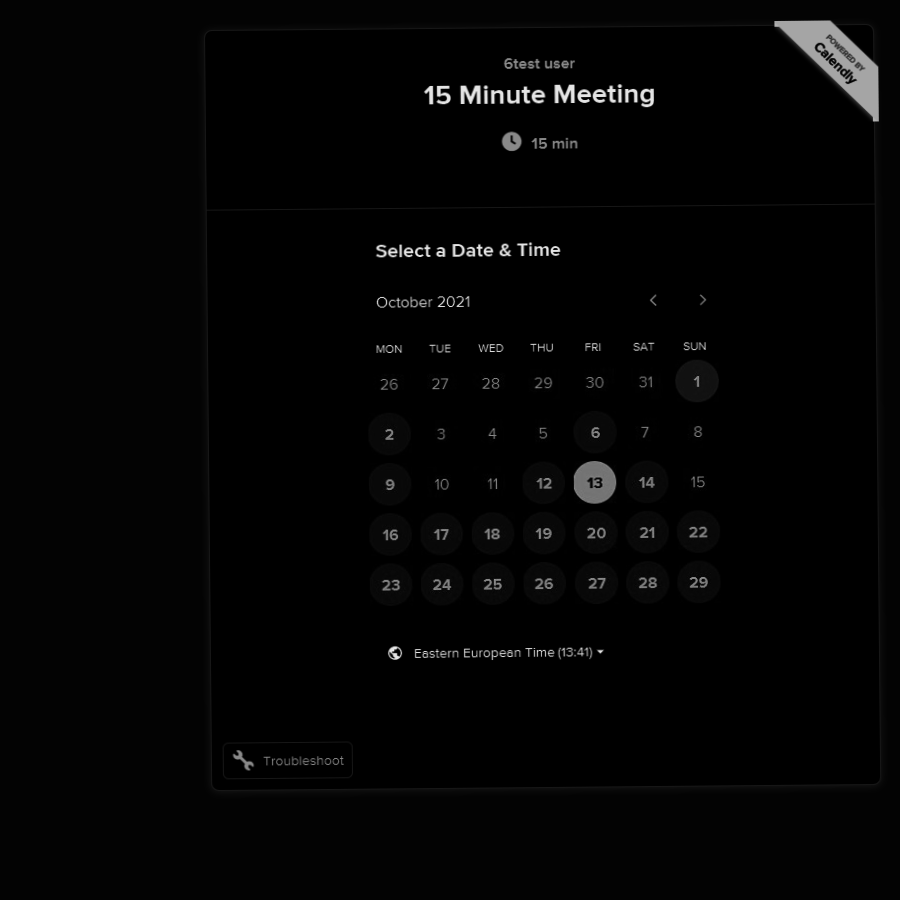 POWERED BY
Calendly
6test user
15 Minute Meeting
15 min
Select a Date & Time
October 2021
MON TUE WED THU FRI SAT SUN
26 27 28 29 30 31 1
2 3 4 5 6 7 8
9 10 11 12 13 14 15
16 17 18 19 20 21 22
23 24 25 26 27 28 29
Eastern European Time (13:41)
Troubleshoot